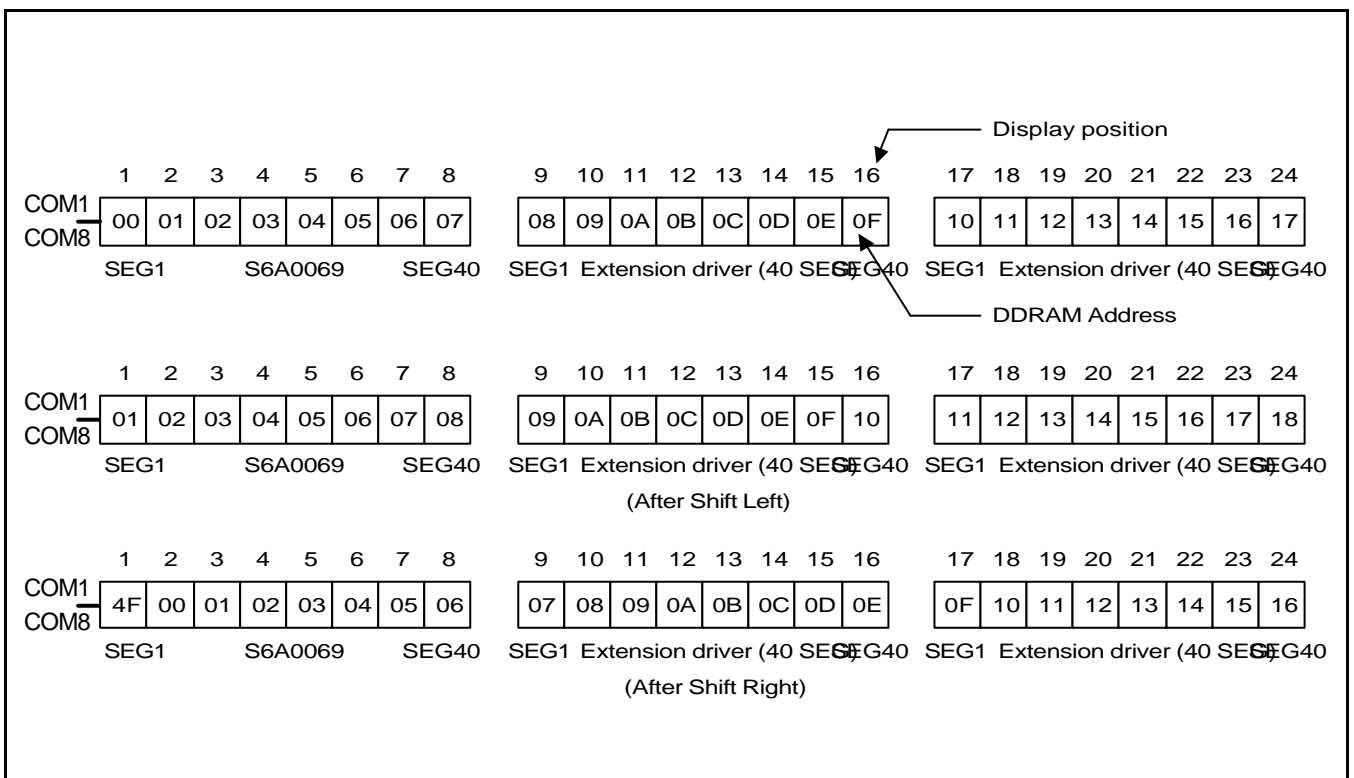 Display position
1 2 3 4 5 6 7 8 9 10 11 12 13 14 15 16 17 18 19 20 21 22 23 24
COM1
00 01 02 03 04 05 06 07 08 09 0A 0B 0C 0D 0E 0F 10 11 12 13 14 15 16 17
COM8
SEG1 S6A0069 SEG40 SEG1 Extension driver (40 SEG) SEG40 SEG1 Extension driver (40 SEG) SEG40
DDRAM Address
1 2 3 4 5 6 7 8 9 10 11 12 13 14 15 16 17 18 19 20 21 22 23 24
COM1
01 02 03 04 05 06 07 08 09 0A 0B 0C 0D 0E 0F 10 11 12 13 14 15 16 17 18
COM8
SEG1 S6A0069 SEG40 SEG1 Extension driver (40 SEG) SEG40 SEG1 Extension driver (40 SEG) SEG40
(After Shift Left)
1 2 3 4 5 6 7 8 9 10 11 12 13 14 15 16 17 18 19 20 21 22 23 24
COM1
4F 00 01 02 03 04 05 06 07 08 09 0A 0B 0C 0D 0E 0F 10 11 12 13 14 15 16
COM8
SEG1 S6A0069 SEG40 SEG1 Extension driver (40 SEG) SEG40 SEG1 Extension driver (40 SEG) SEG40
(After Shift Right)